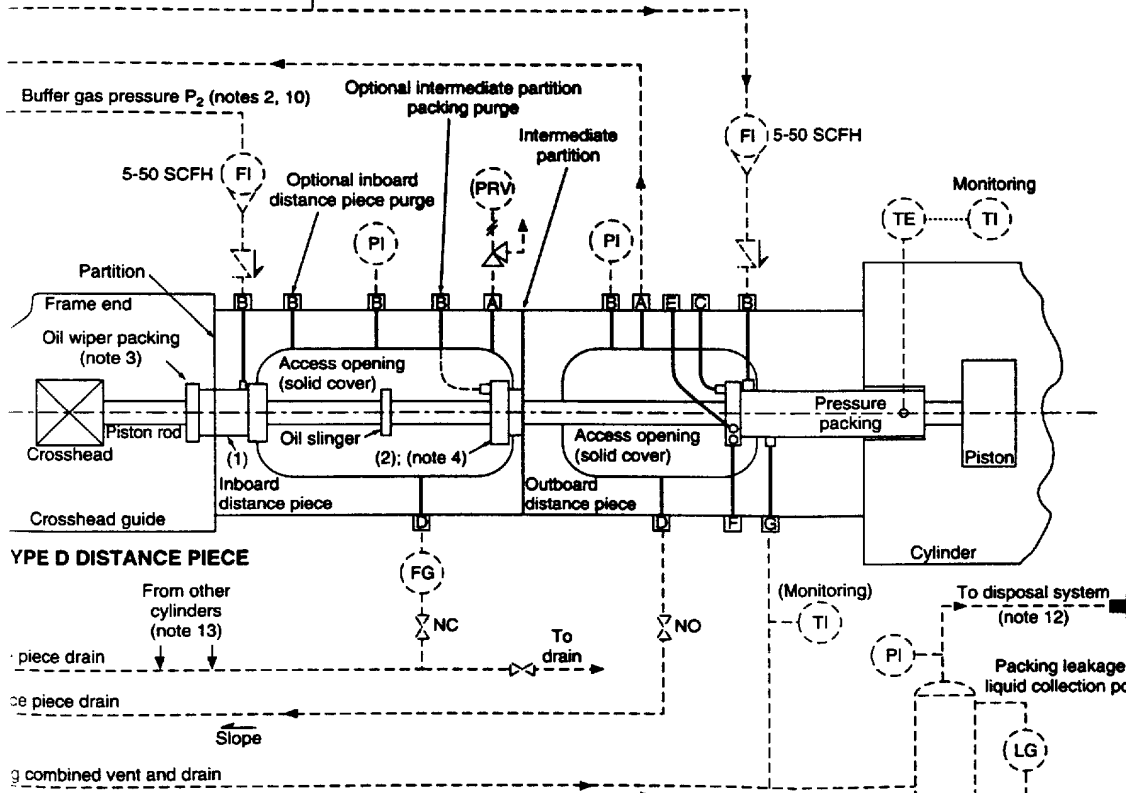 Buffer gas pressure P₂ (notes 2, 10)
Optional intermediate partition
packing purge
Intermediate
partition
5-50 SCFH
FI
Optional inboard
distance piece purge
PRV
PI
PI
FI
5-50 SCFH
Monitoring
TE
TI
Partition
Frame end
B
B
B
B
A
B
A
E
C
B
Oil wiper packing
(note 3)
Access opening
(solid cover)
Piston rod
Crosshead
(1)
Oil slinger
(2); (note 4)
Access opening
(solid cover)
Pressure
packing
Piston
Inboard
distance piece
Outboard
distance piece
Crosshead guide
D
D
F
G
Cylinder
YPE D DISTANCE PIECE
From other
cylinders
(note 13)
FG
NC
To
drain
NO
(Monitoring)
TI
To disposal system
(note 12)
PI
Packing leakage
liquid collection po
piece drain
ce piece drain
Slope
LG
g combined vent and drain